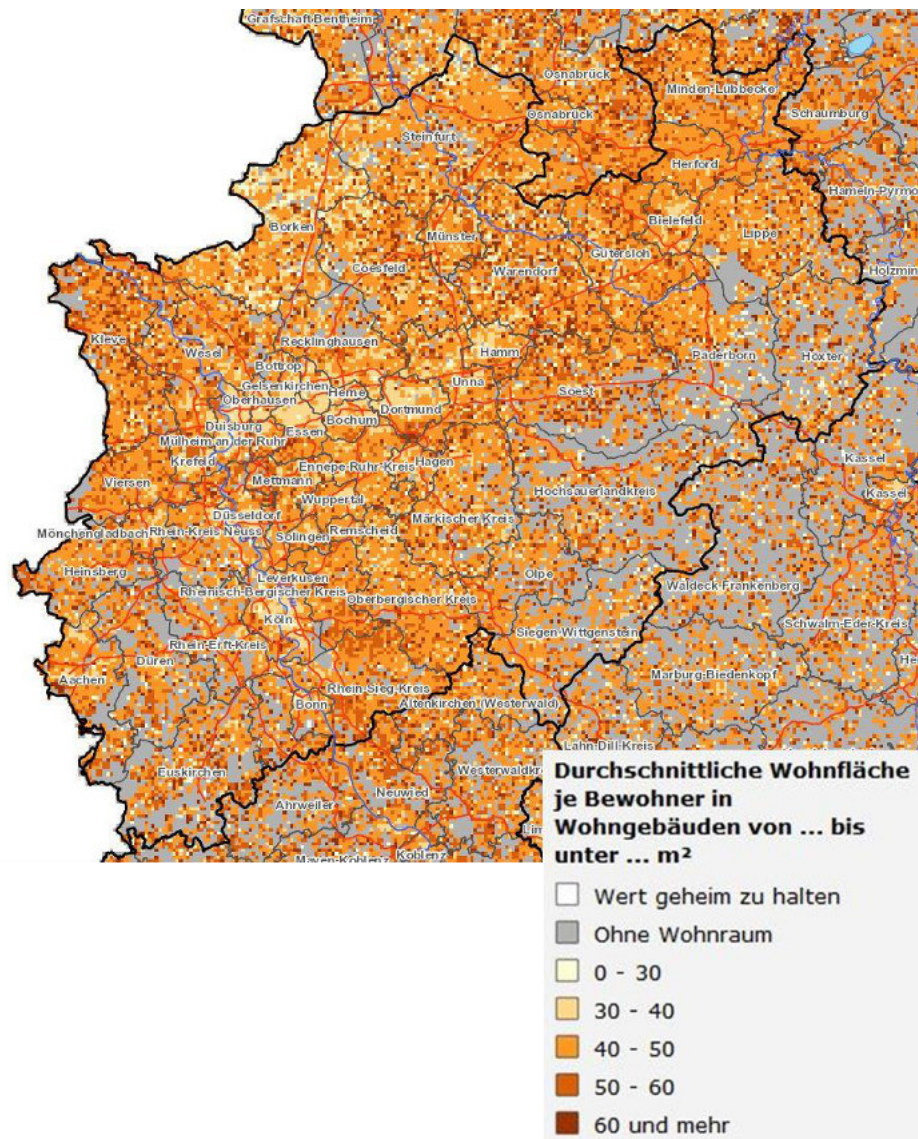 Grafschaft Bentheim
Osnabrück
Minden-Lübbecke
Osnabrück
Schaumburg
Steinfurt
Herford
Hameln-Pyrmo
Bielefeld
Borken
Münster
Lippe
Gütersloh
Coesfeld
Warendorf
Holzmin
Kleve
Wesel
Recklinghausen
Hamm
Paderborn
Höxter
Bottrop
Gelsenkirchen
Herne
Unna
Soest
Oberhausen
Dortmund
Duisburg
Essen
Bochum
Mülheim an der Ruhr
Krefeld
Ennepe-Ruhr-Kreis
Hagen
Kassel
Viersen
Mettmann
Hochsauerlandkreis
Kassel
Wuppertal
Düsseldorf
Märkischer Kreis
Mönchengladbach
Rhein-Kreis Neuss
Remscheid
Solingen
Heinsberg
Olpe
Leverkusen
Waldeck-Frankenberg
Rheinisch-Bergischer Kreis
Oberbergischer Kreis
Köln
Schwalm-Eder-Kreis
Siegen-Wittgenstein
Rhein-Erft-Kreis
Düren
Marburg-Biedenkopf
He
Aachen
Rhein-Sieg-Kreis
Bonn
Altenkirchen (Westerwald)
Lahn-Dill-Kreis
Euskirchen
Westerwaldkr
Neuwied
Ahrweiler
Lim
Mayen-Koblenz
Koblenz
Durchschnittliche Wohnfläche
je Bewohner in
Wohngebäuden von ... bis
unter ... m²
Wert geheim zu halten
Ohne Wohnraum
0 - 30
30 - 40
40 - 50
50 - 60
60 und mehr